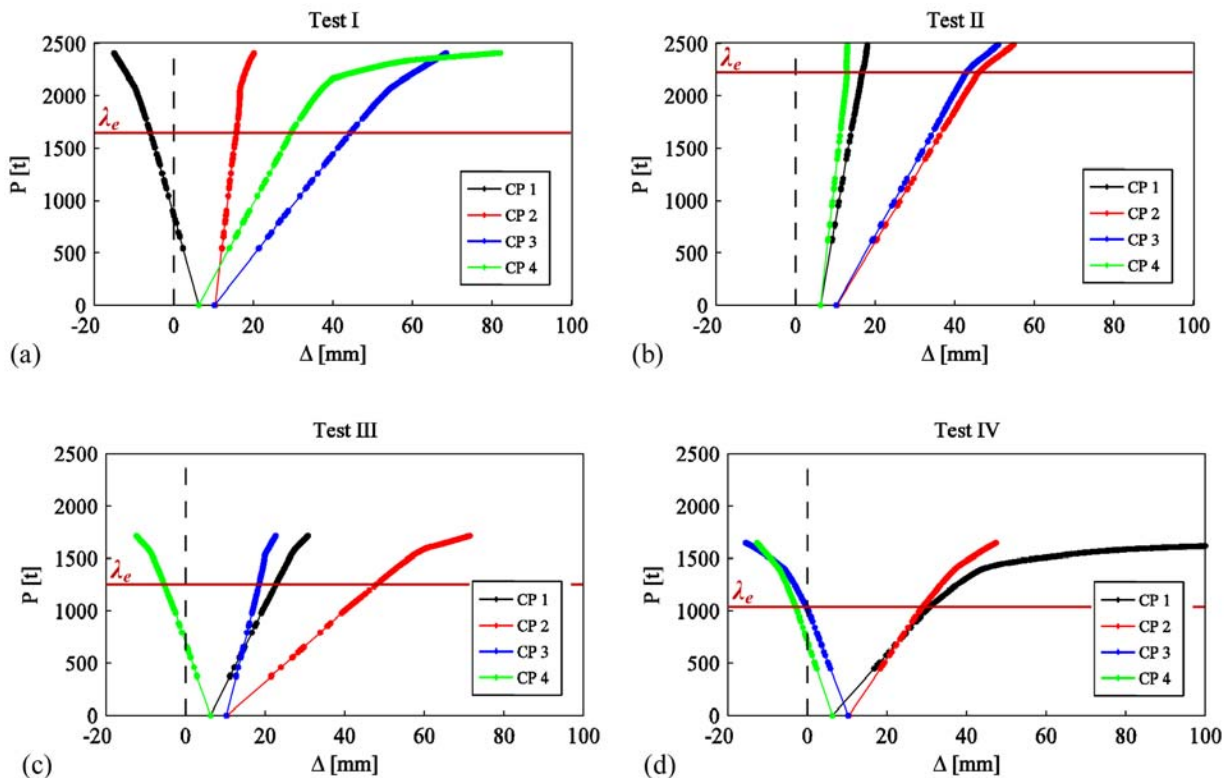 Test I
2500
2000
1500
1000
500
0
P [t]
λe
CP 1
CP 2
CP 3
CP 4
-20 0 20 40 60 80 100
Δ [mm]
(a)
Test II
2500
2000
1500
1000
500
0
P [t]
λe
CP 1
CP 2
CP 3
CP 4
-20 0 20 40 60 80 100
Δ [mm]
(b)
Test III
2500
2000
1500
1000
500
0
P [t]
λe
CP 1
CP 2
CP 3
CP 4
-20 0 20 40 60 80 100
Δ [mm]
(c)
Test IV
2500
2000
1500
1000
500
0
P [t]
λe
CP 1
CP 2
CP 3
CP 4
-20 0 20 40 60 80 100
Δ [mm]
(d)